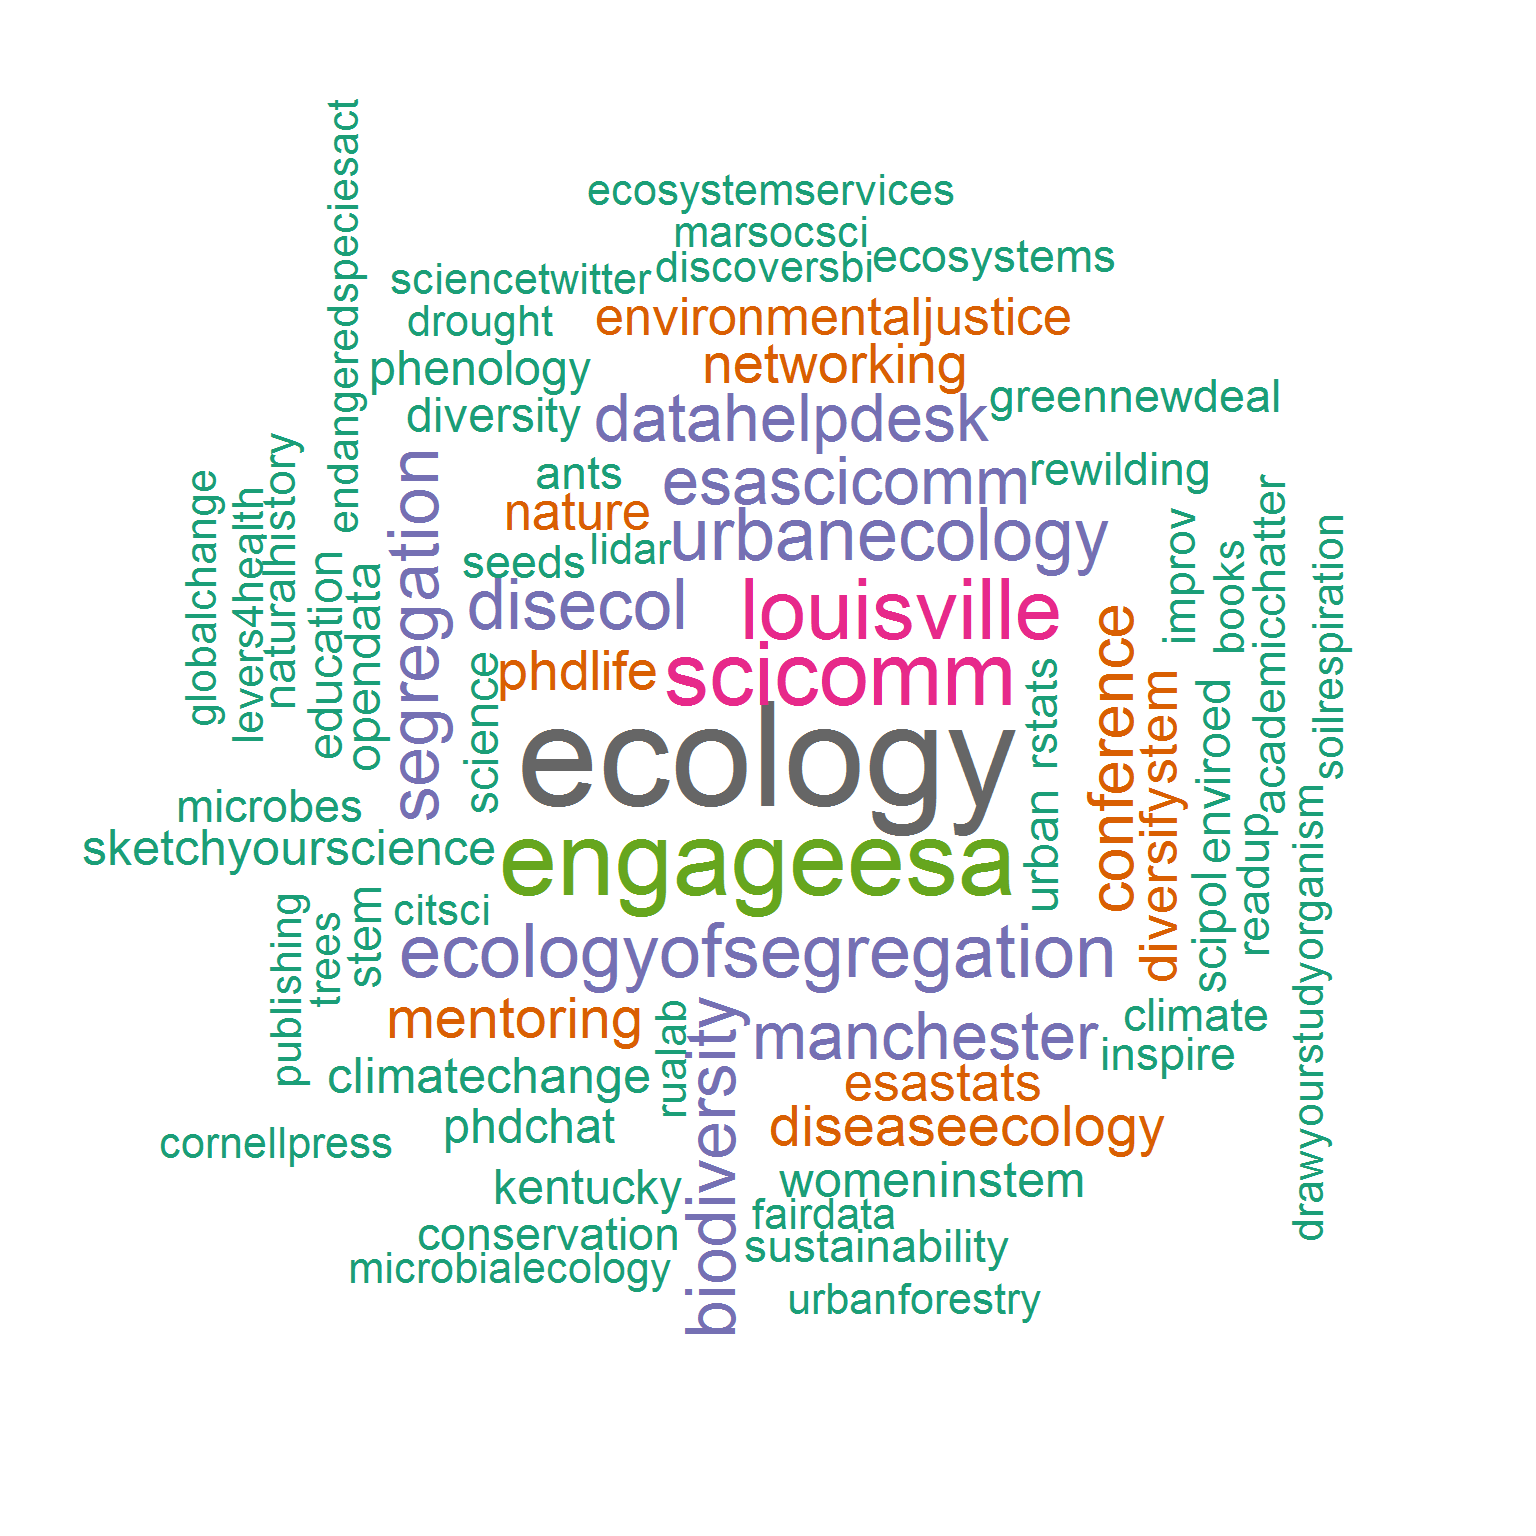 endangeredspeciesact
ecosystemservices
marsocsci
discoversbi
ecosystems
sciencetwitter
drought
environmentaljustice
phenology
networking
diversity
datahelpdesk
greennewdeal
segregation
ants
esascicomm
rewilding
nature
urbanecology
seeds
lidar
globalchange
levers4health
naturalhistory
education
opendata
disecol
louisville
improv
books
academicchatter
soilrespiration
phdlife
scicomm
science
ecology
rstats
urban
conference
diversifystem
enviroed
scipol
readup
drawyourstudyorganism
microbes
sketchyourscience
engageesa
publishing
trees
stem
citsci
ecologyofsegregation
mentoring
rualab
biodiversity
manchester
climate
inspire
climatechange
esastats
phdchat
diseaseecology
cornellpress
kentucky
womeninstem
fairdata
conservation
sustainability
microbialecology
urbanforestry